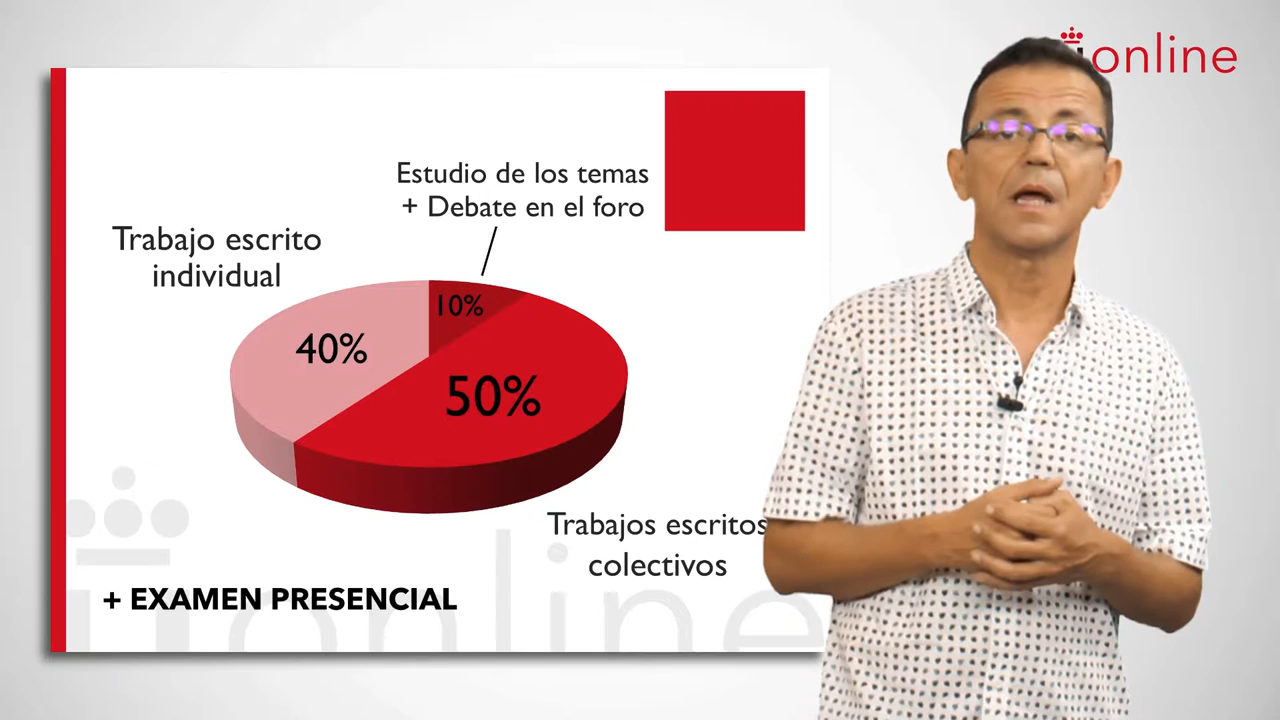 online
Estudio de los temas
+ Debate en el foro
Trabajo escrito
individual
10%
40%
50%
Trabajos escritos
colectivos
+ EXAMEN PRESENCIAL
online